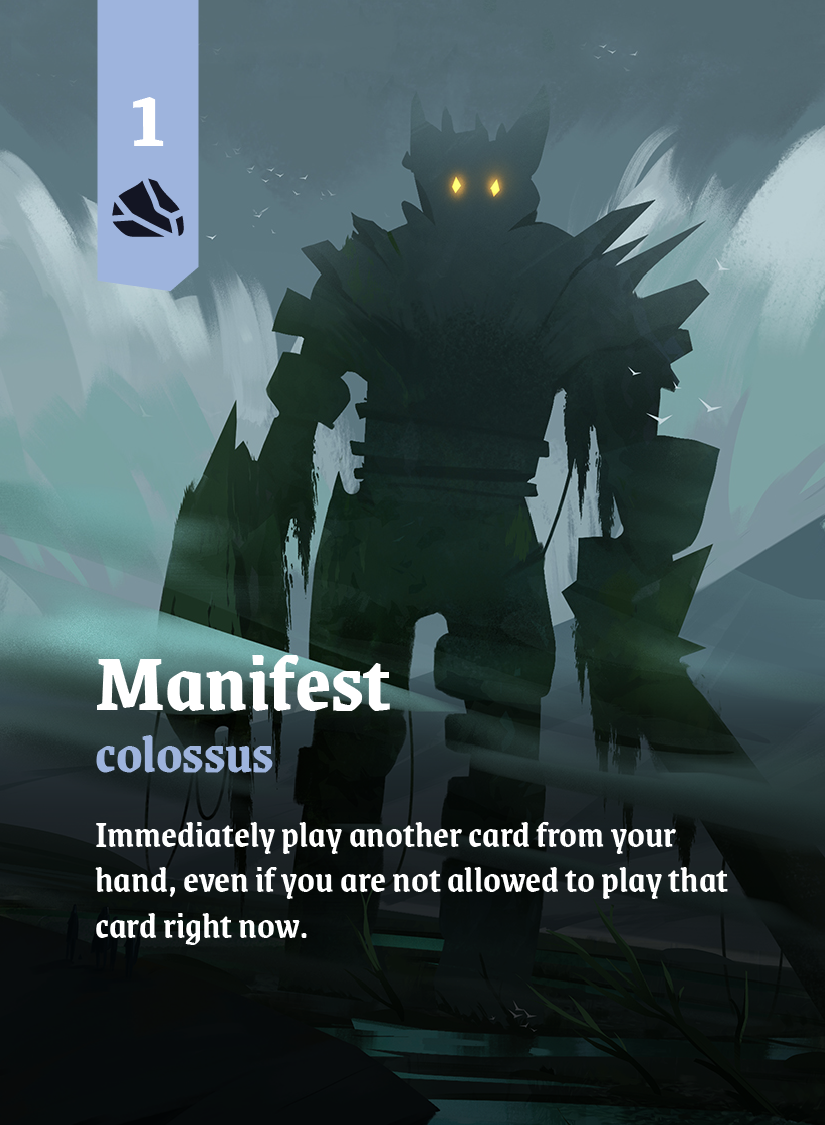 1
Manifest
colossus
Immediately play another card from your
hand, even if you are not allowed to play that
card right now.